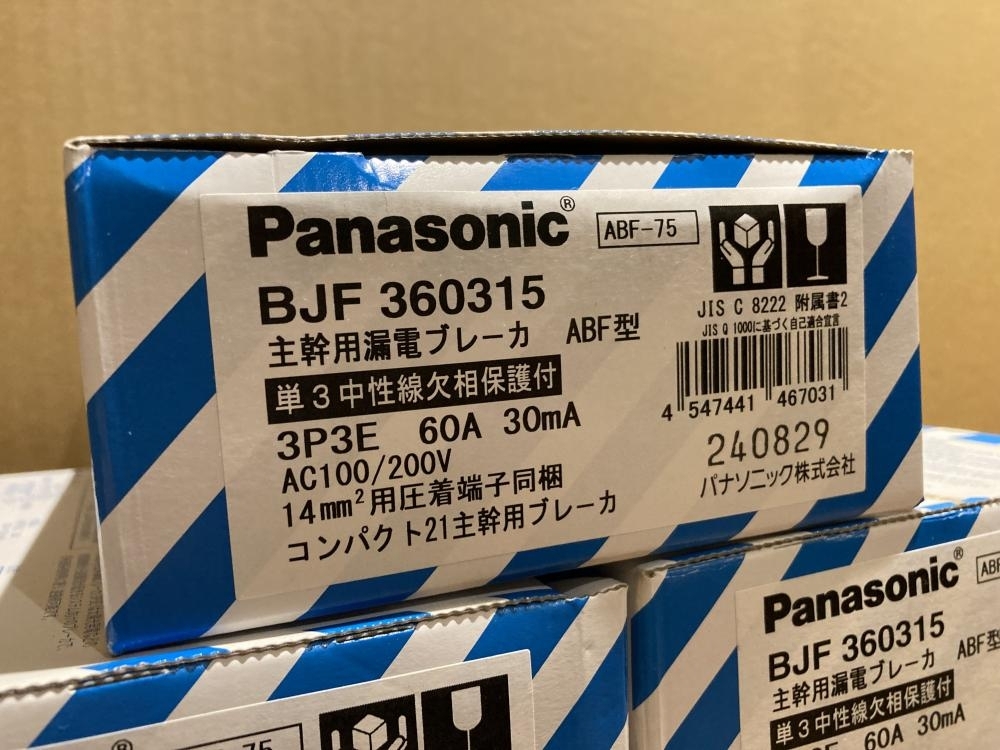 Panasonic®
ABF-75
BJF 360315
主幹用漏電ブレーカ ABF型
単3中性線欠相保護付
3P3E 60A 30mA
AC100/200V
14mm²用圧着端子同梱
コンパクト21主幹用ブレーカ
JIS C 8222 附属書2
JIS Q 1000に基づく自己適合宣言
4 547441 467031
240829
パナソニック株式会社
Panasonic®
BJF 360315
主幹用漏電ブレーカ ABF型
単3中性線欠相保護付
60A 30mA
®